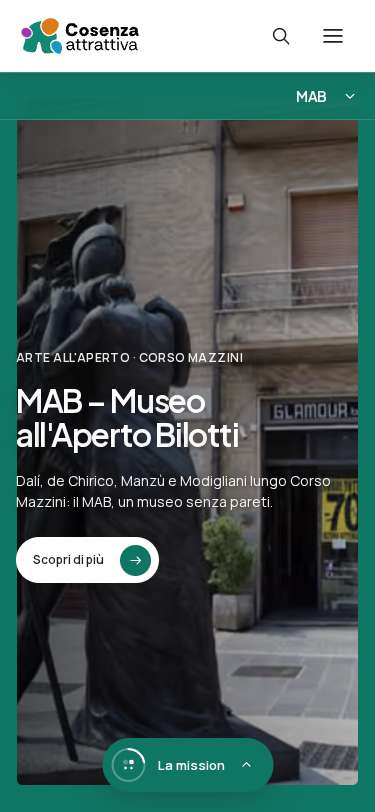 Cosenza
attrattiva
MAB
ARTE ALL'APERTO · CORSO MAZZINI
MAB – Museo
all'Aperto Bilotti
Dalí, de Chirico, Manzù e Modigliani lungo Corso
Mazzini: il MAB, un museo senza pareti.
GLAMOUR
70
Scopri di più
La mission